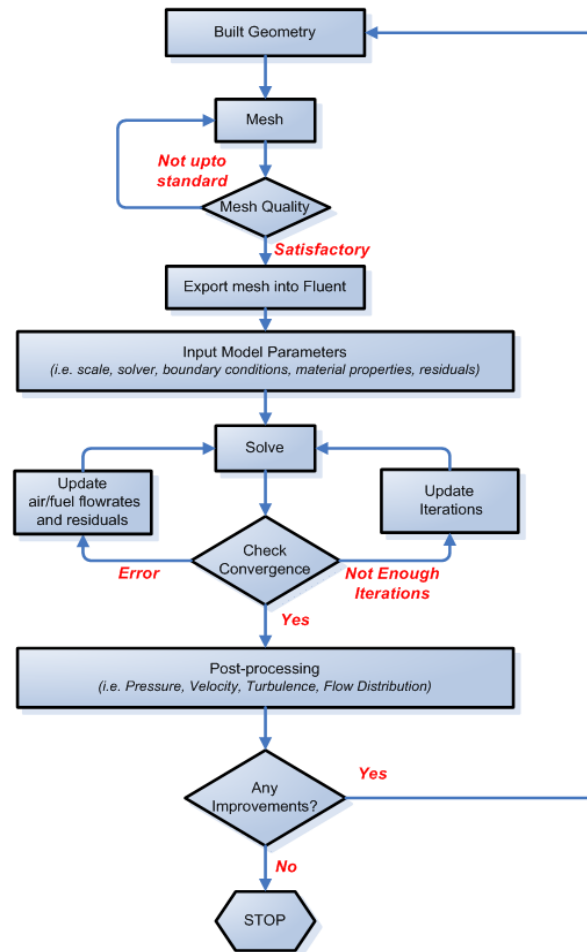 Built Geometry
Mesh
Not upto
standard
Mesh Quality
Satisfactory
Export mesh into Fluent
Input Model Parameters
(i.e. scale, solver, boundary conditions, material properties, residuals)
Solve
Update
air/fuel flowrates
and residuals
Update
Iterations
Check
Convergence
Error
Not Enough
Iterations
Yes
Post-processing
(i.e. Pressure, Velocity, Turbulence, Flow Distribution)
Any
Improvements?
Yes
No
STOP